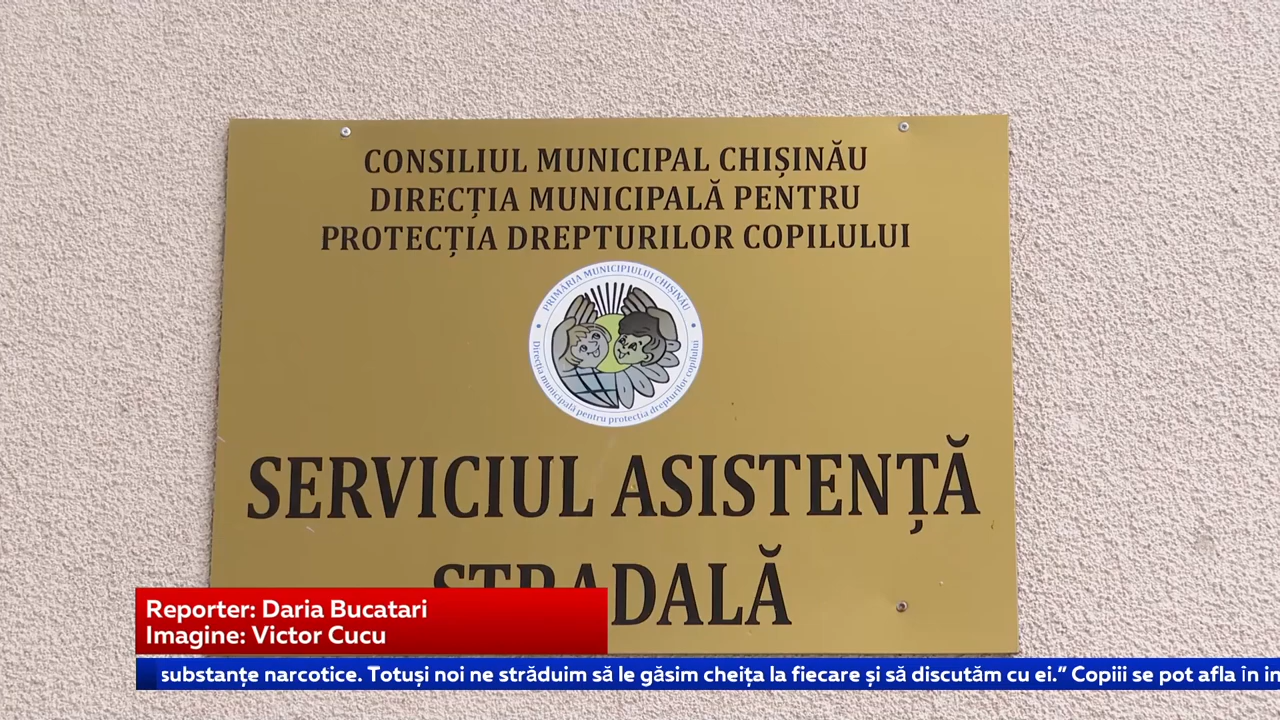 CONSILIUL MUNICIPAL CHIȘINĂU
DIRECȚIA MUNICIPALĂ PENTRU
PROTECȚIA DREPTURILOR COPILULUI
PRIMĂRIA MUNICIPIULUI CHIȘINĂU
Direcția municipală pentru protecția drepturilor copilului
SERVICIUL ASISTENȚĂ
STRADALĂ
Reporter: Daria Bucatari
Imagine: Victor Cucu
substanțe narcotice. Totuși noi ne străduim să le găsim cheița la fiecare și să discutăm cu ei.” Copiii se pot afla în in